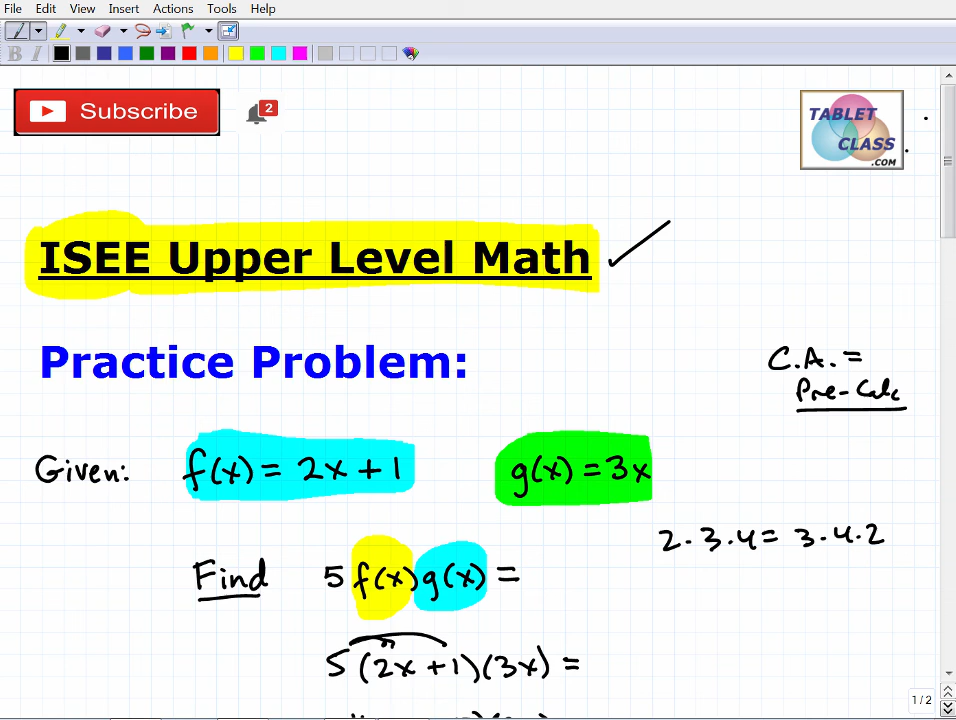 File Edit View Insert Actions Tools Help
B I
Subscribe 2
TABLET
CLASS
.COM
ISEE Upper Level Math
Practice Problem:
C.A. =
Pre-Calc
Given: f(x) = 2x + 1 g(x) = 3x
2 · 3 · 4 = 3 · 4 · 2
Find 5 f(x) g(x) =
5 (2x + 1)(3x) =
1 / 2